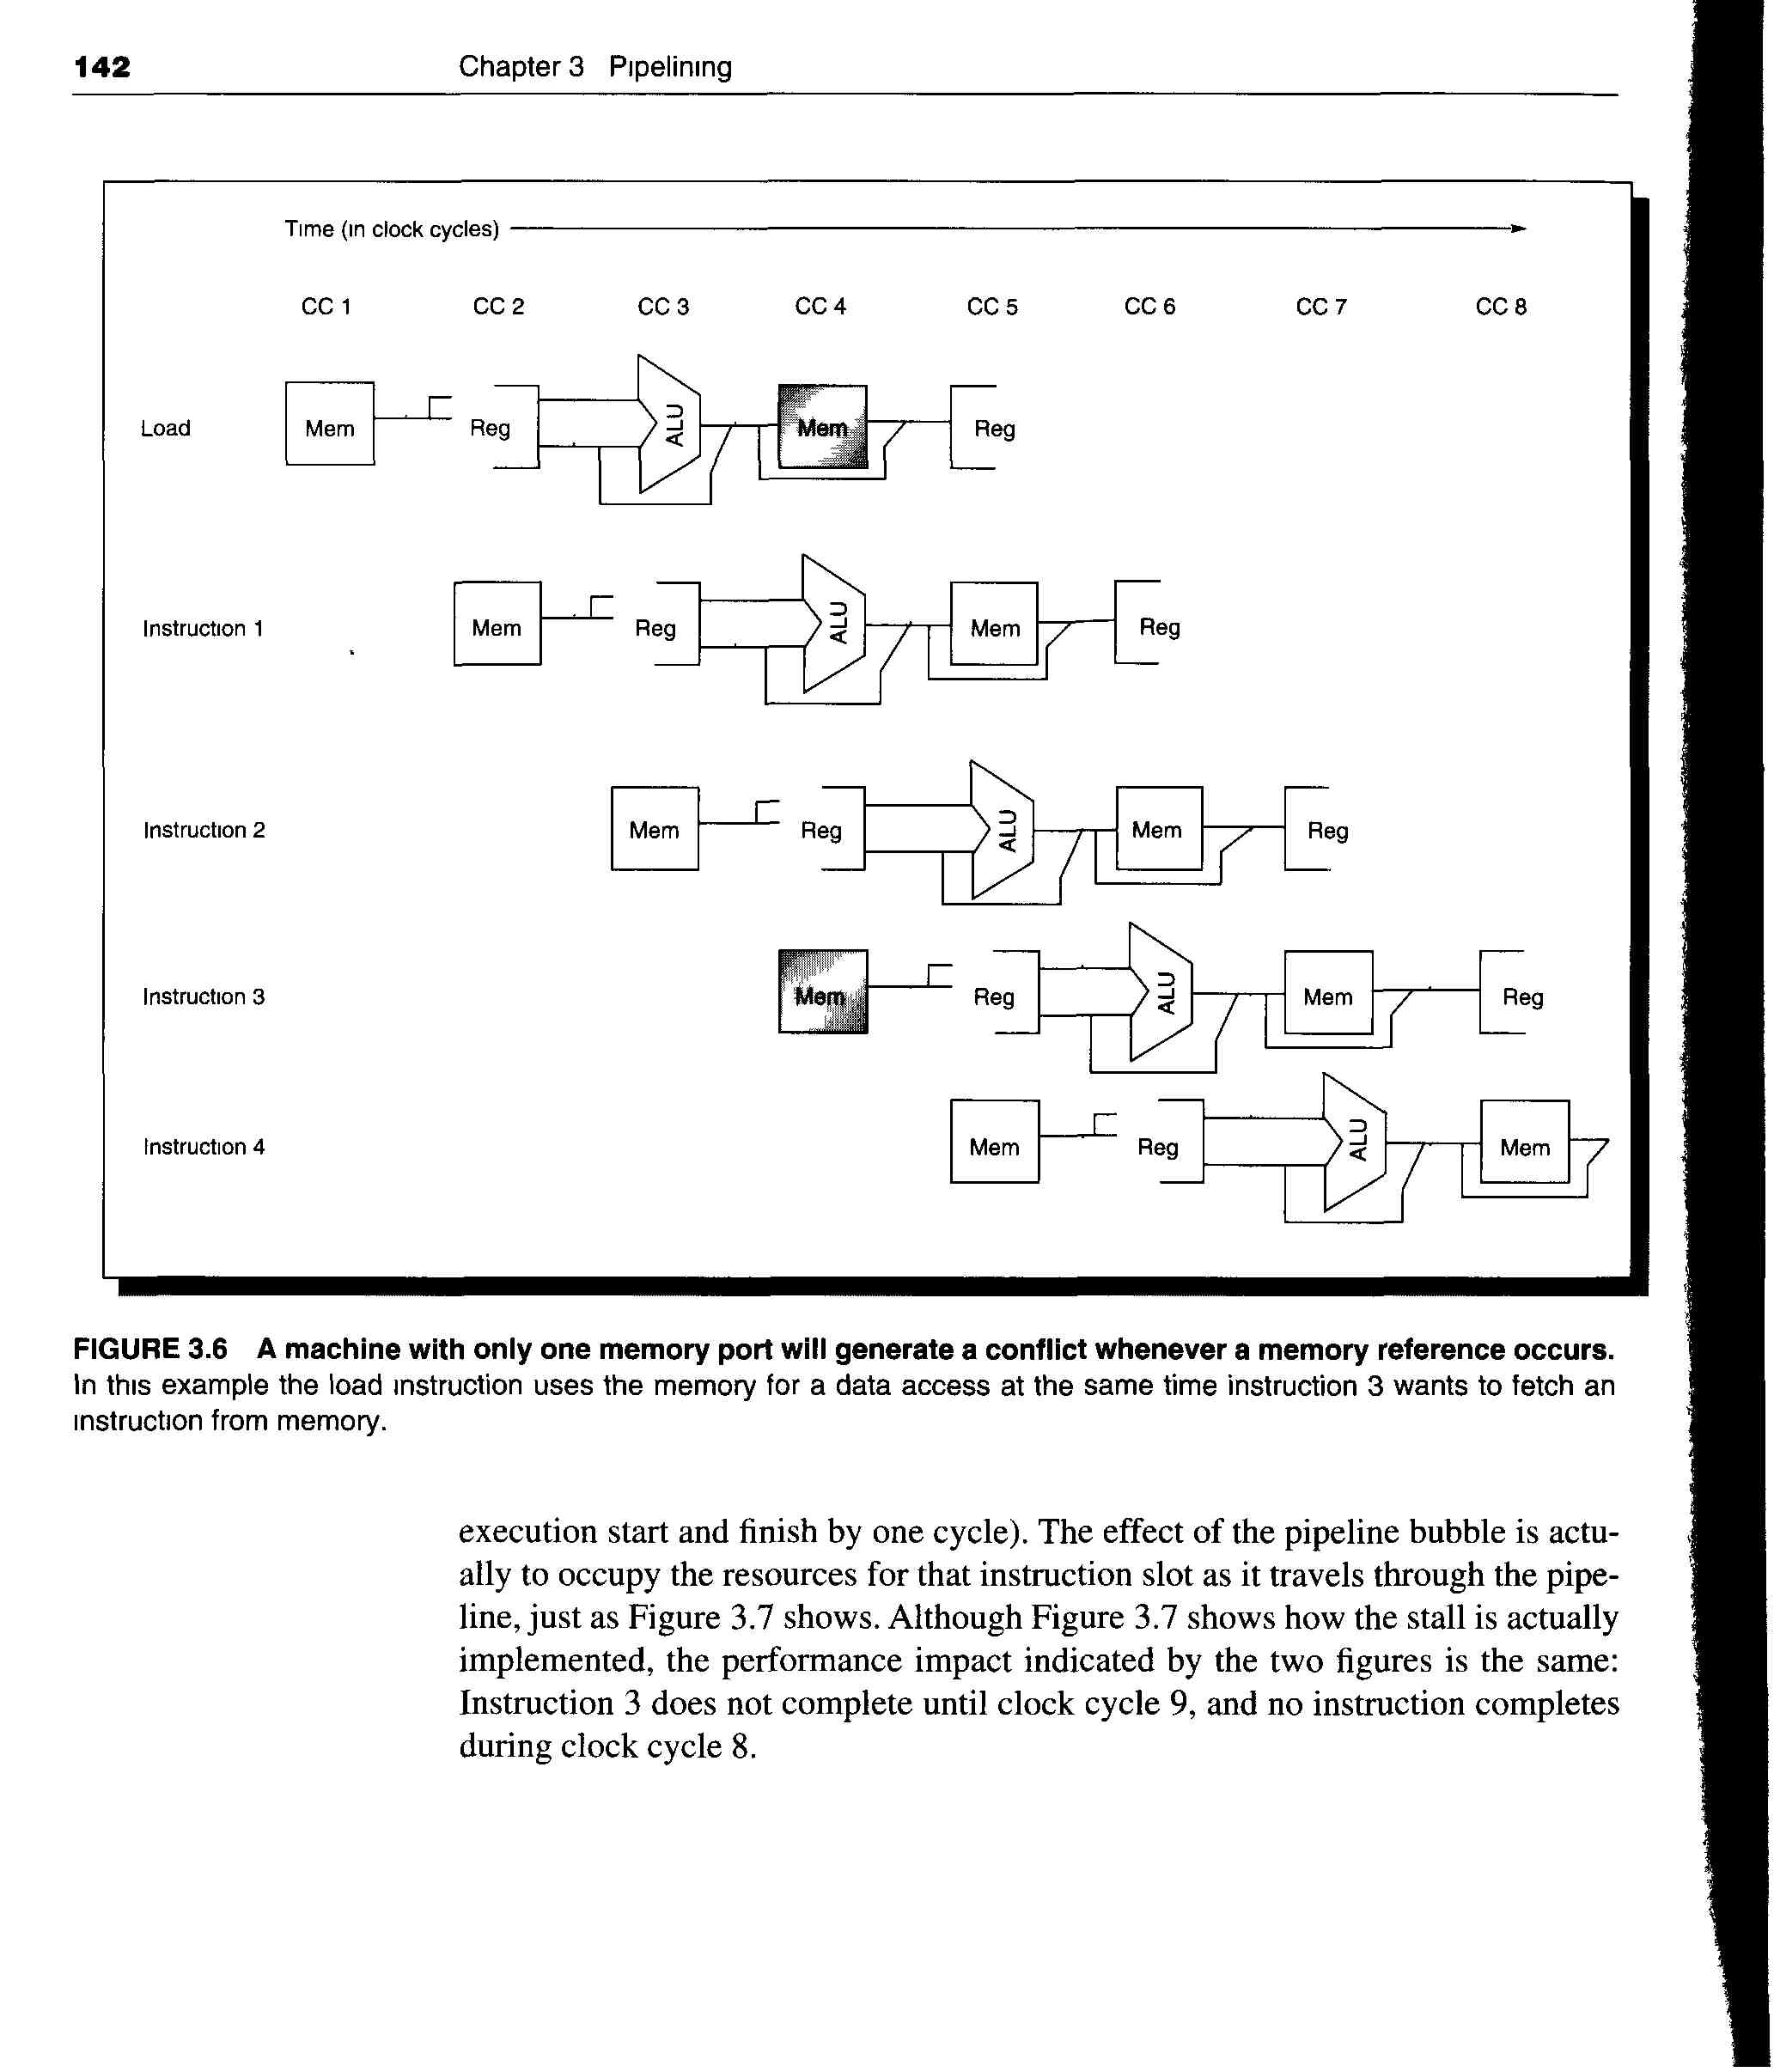 142
Chapter 3 Pipelining
Time (in clock cycles)
CC 1 CC 2 CC 3 CC 4 CC 5 CC 6 CC 7 CC 8
Load Mem Reg ALU Mem Reg
Instruction 1 Mem Reg ALU Mem Reg
Instruction 2 Mem Reg ALU Mem Reg
Instruction 3 Mem Reg ALU Mem Reg
Instruction 4 Mem Reg ALU Mem
FIGURE 3.6 A machine with only one memory port will generate a conflict whenever a memory reference occurs.
In this example the load instruction uses the memory for a data access at the same time instruction 3 wants to fetch an
instruction from memory.
execution start and finish by one cycle). The effect of the pipeline bubble is actu-
ally to occupy the resources for that instruction slot as it travels through the pipe-
line, just as Figure 3.7 shows. Although Figure 3.7 shows how the stall is actually
implemented, the performance impact indicated by the two figures is the same:
Instruction 3 does not complete until clock cycle 9, and no instruction completes
during clock cycle 8.